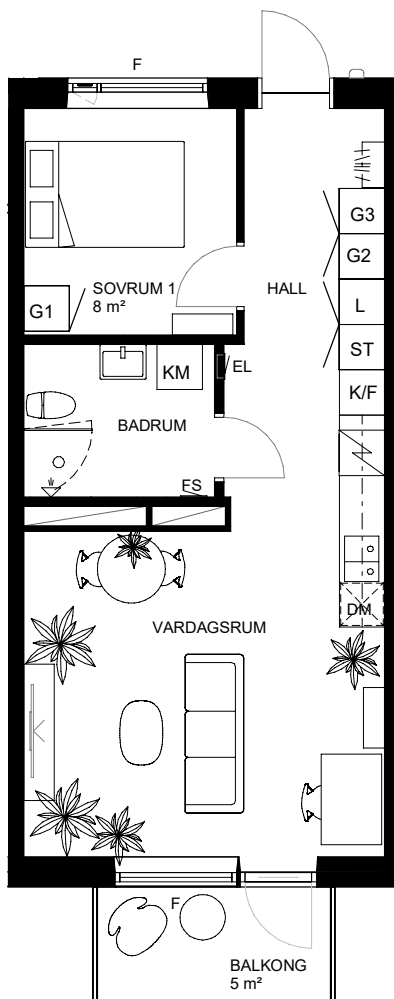 F
G3
G2
SOVRUM 1
8 m²
HALL
G1
L
ST
EL
KM
K/F
BADRUM
FS
DM
VARDAGSRUM
F
BALKONG
5 m²